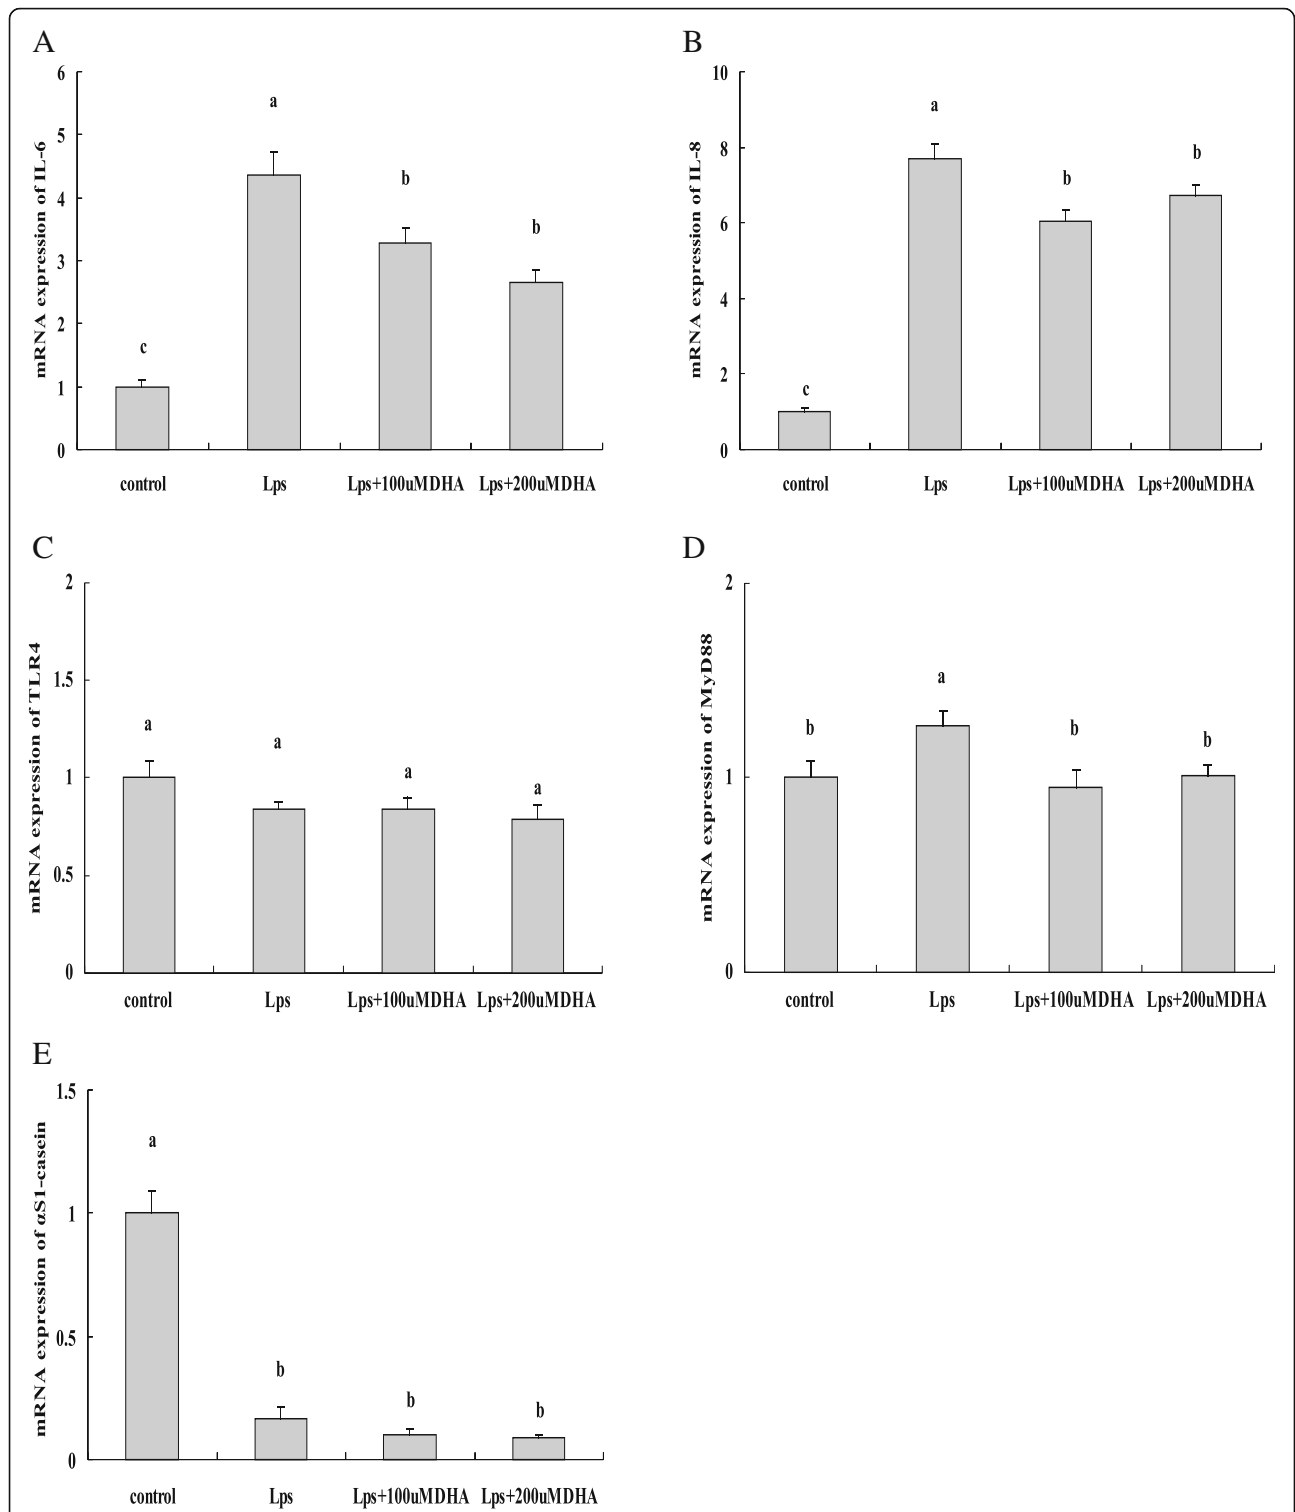 A
mRNA expression of IL-6
6
5
4
3
2
1
0
a
b
b
c
control Lps Lps+100uMDHA Lps+200uMDHA
B
mRNA expression of IL-8
10
8
6
4
2
0
a
b
b
c
control Lps Lps+100uMDHA Lps+200uMDHA
C
mRNA expression of TLR4
2
1.5
1
0.5
0
a
a
a
a
control Lps Lps+100uMDHA Lps+200uMDHA
D
mRNA expression of MyD88
2
1
0
b
a
b
b
control Lps Lps+100uMDHA Lps+200uMDHA
E
mRNA expression of αS1-casein
1.5
1
0.5
0
a
b
b
b
control Lps Lps+100uMDHA Lps+200uMDHA